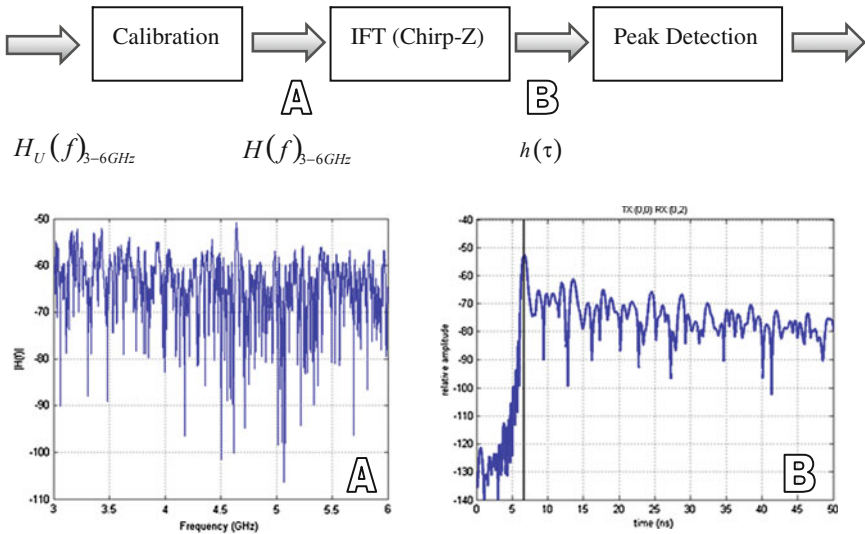 Calibration
IFT (Chirp-Z)
Peak Detection
A
B
H_U(f)_{3-6GHz}
H(f)_{3-6GHz}
h(τ)
-50
-60
-70
-80
-90
-100
-110
|H(f)|
3
3.5
4
4.5
5
5.5
6
Frequency (GHz)
A
TX:(0,0) RX:(0,2)
-40
-50
-60
-70
-80
-90
-100
-110
-120
-130
-140
relative amplitude
0
5
10
15
20
25
30
35
40
45
50
time (ns)
B